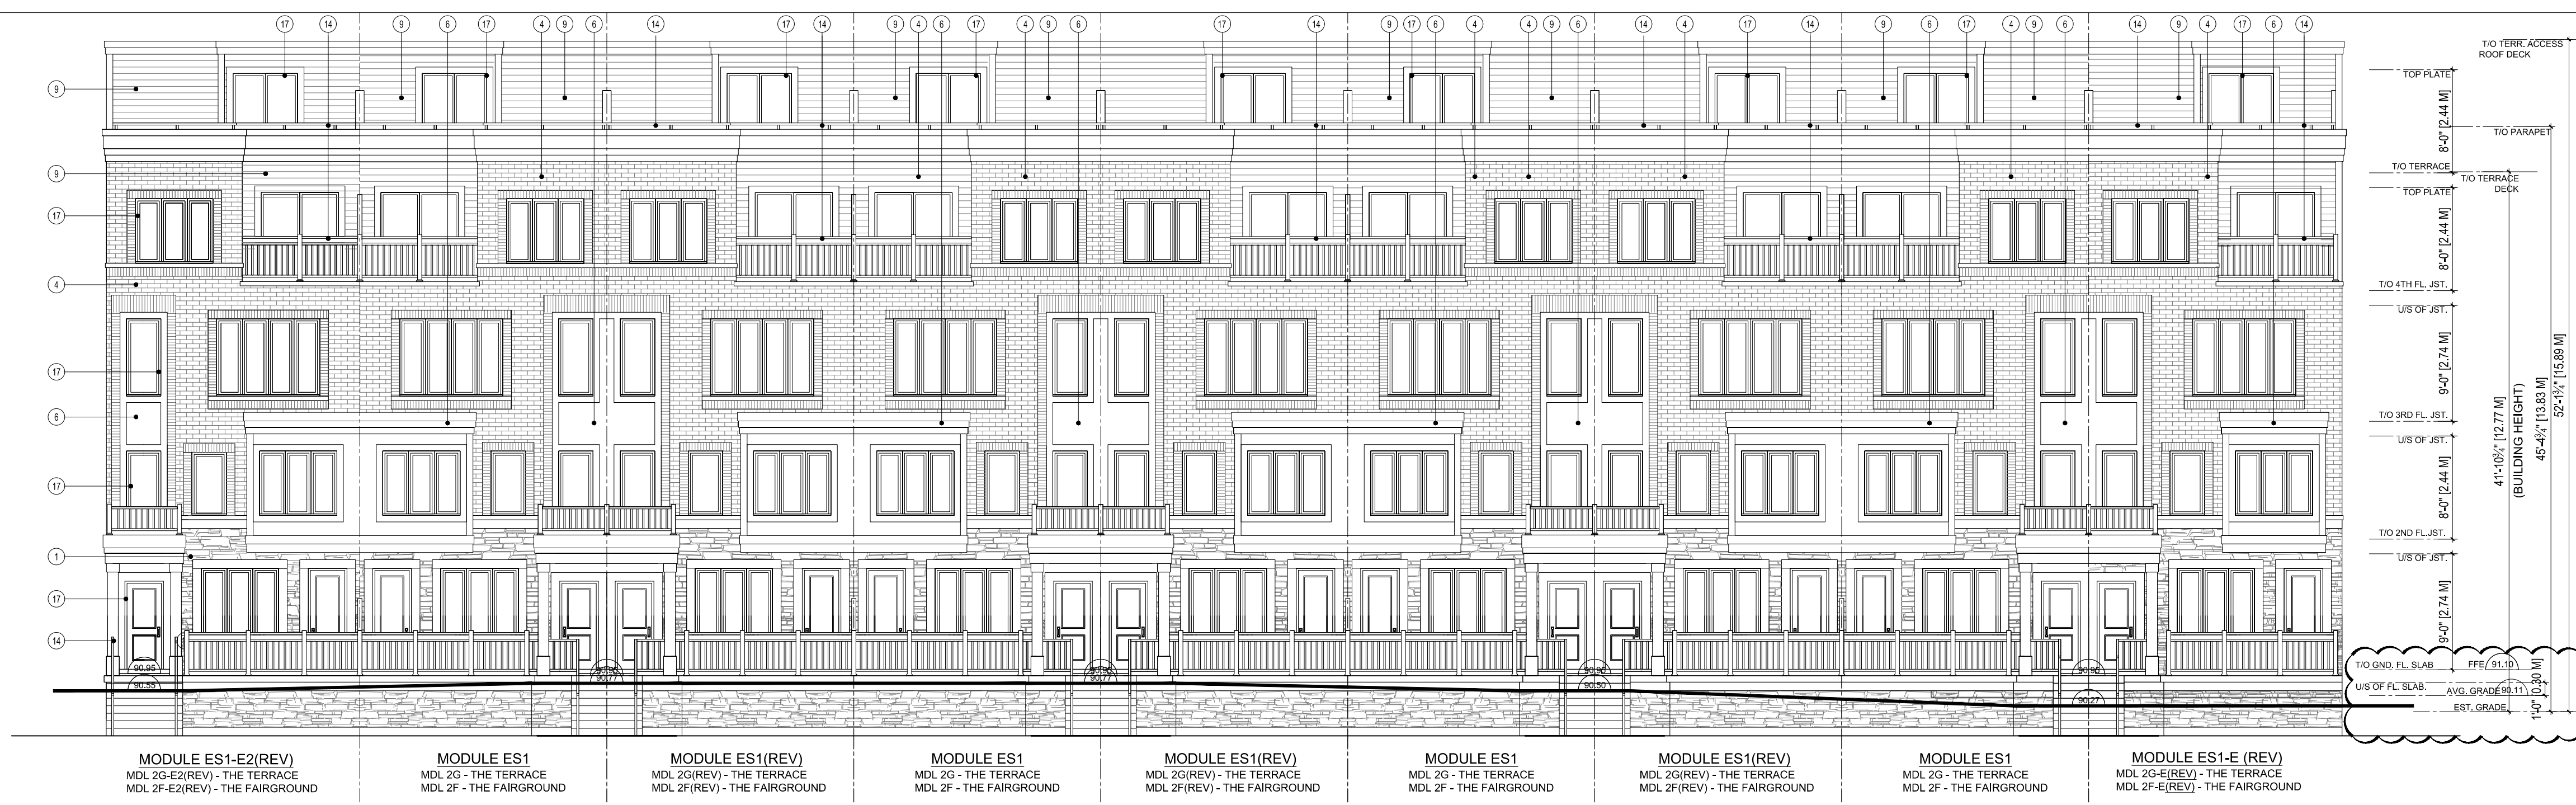 17 14 9 6 17 4 9 6 14 17 14 9 4 6 17 4 9 6 17 14 9 17 6 4 4 9 6 14 4 17 14 9 6 17 4 9 6 14 9 4 17 6 14
9
9
17
4
17
6
17
1
17
14
T/O TERR. ACCESS
ROOF DECK
TOP PLATE
8'-0" [2.44 M]
T/O PARAPET
T/O TERRACE
T/O TERRACE
DECK
TOP PLATE
8'-0" [2.44 M]
T/O 4TH FL. JST.
U/S OF JST.
9'-0" [2.74 M]
T/O 3RD FL. JST.
U/S OF JST.
8'-0" [2.44 M]
T/O 2ND FL.JST.
U/S OF JST.
9'-0" [2.74 M]
41'-10¾" [12.77 M]
(BUILDING HEIGHT)
45'-4¾" [13.83 M]
52'-1¾" [15.89 M]
T/O GND. FL. SLAB FFE 91.10
U/S OF FL. SLAB. AVG. GRADE 90.11
EST. GRADE
1'-0" [0.30 M]
90.95 90.95 90.95 90.95 90.95
90.55 90.77 90.77 90.50 90.27
MODULE ES1-E2(REV)
MDL 2G-E2(REV) - THE TERRACE
MDL 2F-E2(REV) - THE FAIRGROUND
MODULE ES1
MDL 2G - THE TERRACE
MDL 2F - THE FAIRGROUND
MODULE ES1(REV)
MDL 2G(REV) - THE TERRACE
MDL 2F(REV) - THE FAIRGROUND
MODULE ES1
MDL 2G - THE TERRACE
MDL 2F - THE FAIRGROUND
MODULE ES1(REV)
MDL 2G(REV) - THE TERRACE
MDL 2F(REV) - THE FAIRGROUND
MODULE ES1
MDL 2G - THE TERRACE
MDL 2F - THE FAIRGROUND
MODULE ES1(REV)
MDL 2G(REV) - THE TERRACE
MDL 2F(REV) - THE FAIRGROUND
MODULE ES1
MDL 2G - THE TERRACE
MDL 2F - THE FAIRGROUND
MODULE ES1-E (REV)
MDL 2G-E(REV) - THE TERRACE
MDL 2F-E(REV) - THE FAIRGROUND